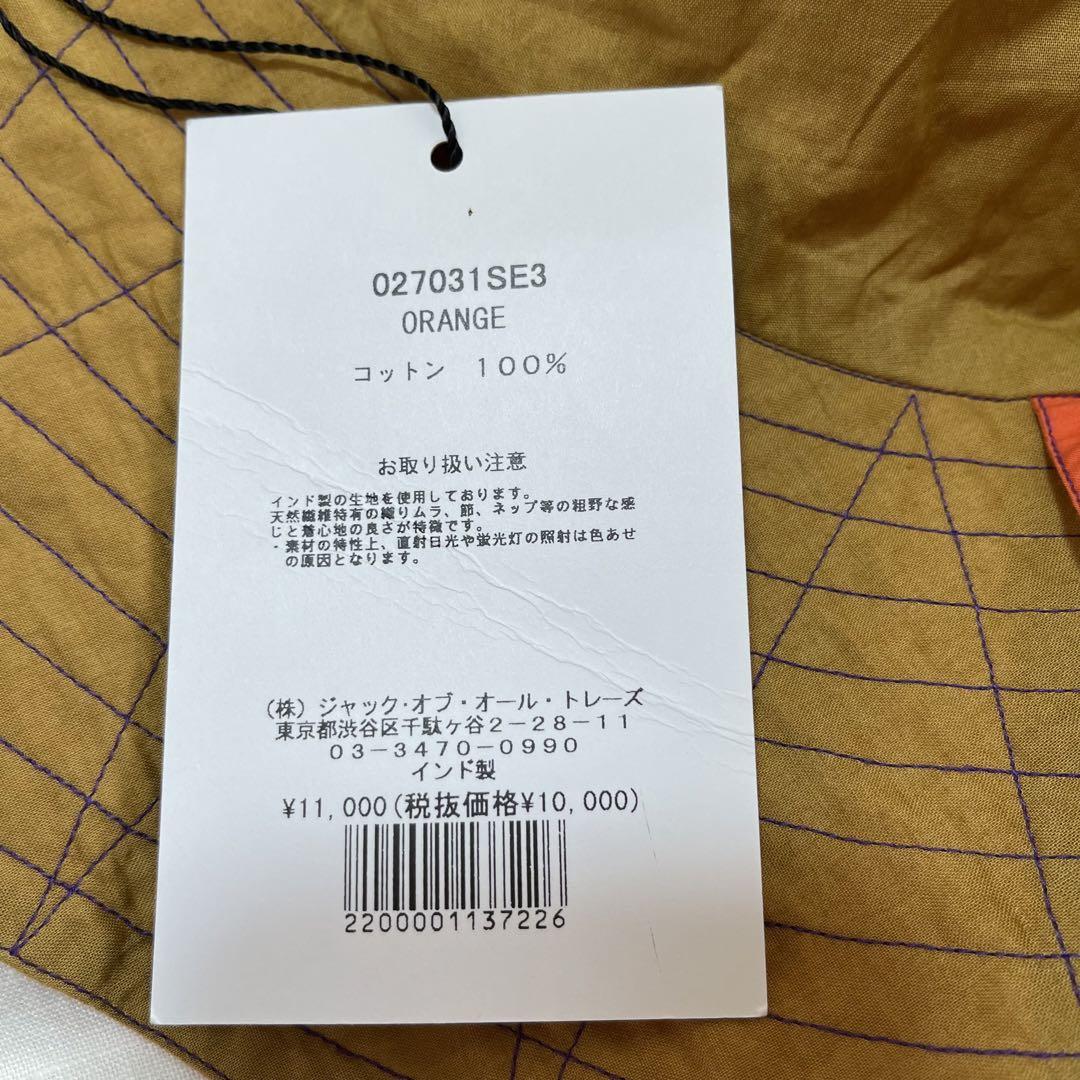 027031SE3
ORANGE
コットン 100%
お取り扱い注意
インド製の生地を使用しております。
天然繊維特有の織りムラ、節、ネップ等の粗野な感
じと着心地の良さが特徴です。
・素材の特性上、直射日光や蛍光灯の照射は色あせ
の原因となります。
(株)ジャック・オブ・オール・トレーズ
東京都渋谷区千駄ヶ谷2-28-11
03-3470-0990
インド製
¥11,000(税抜価格¥10,000)
2200001137226